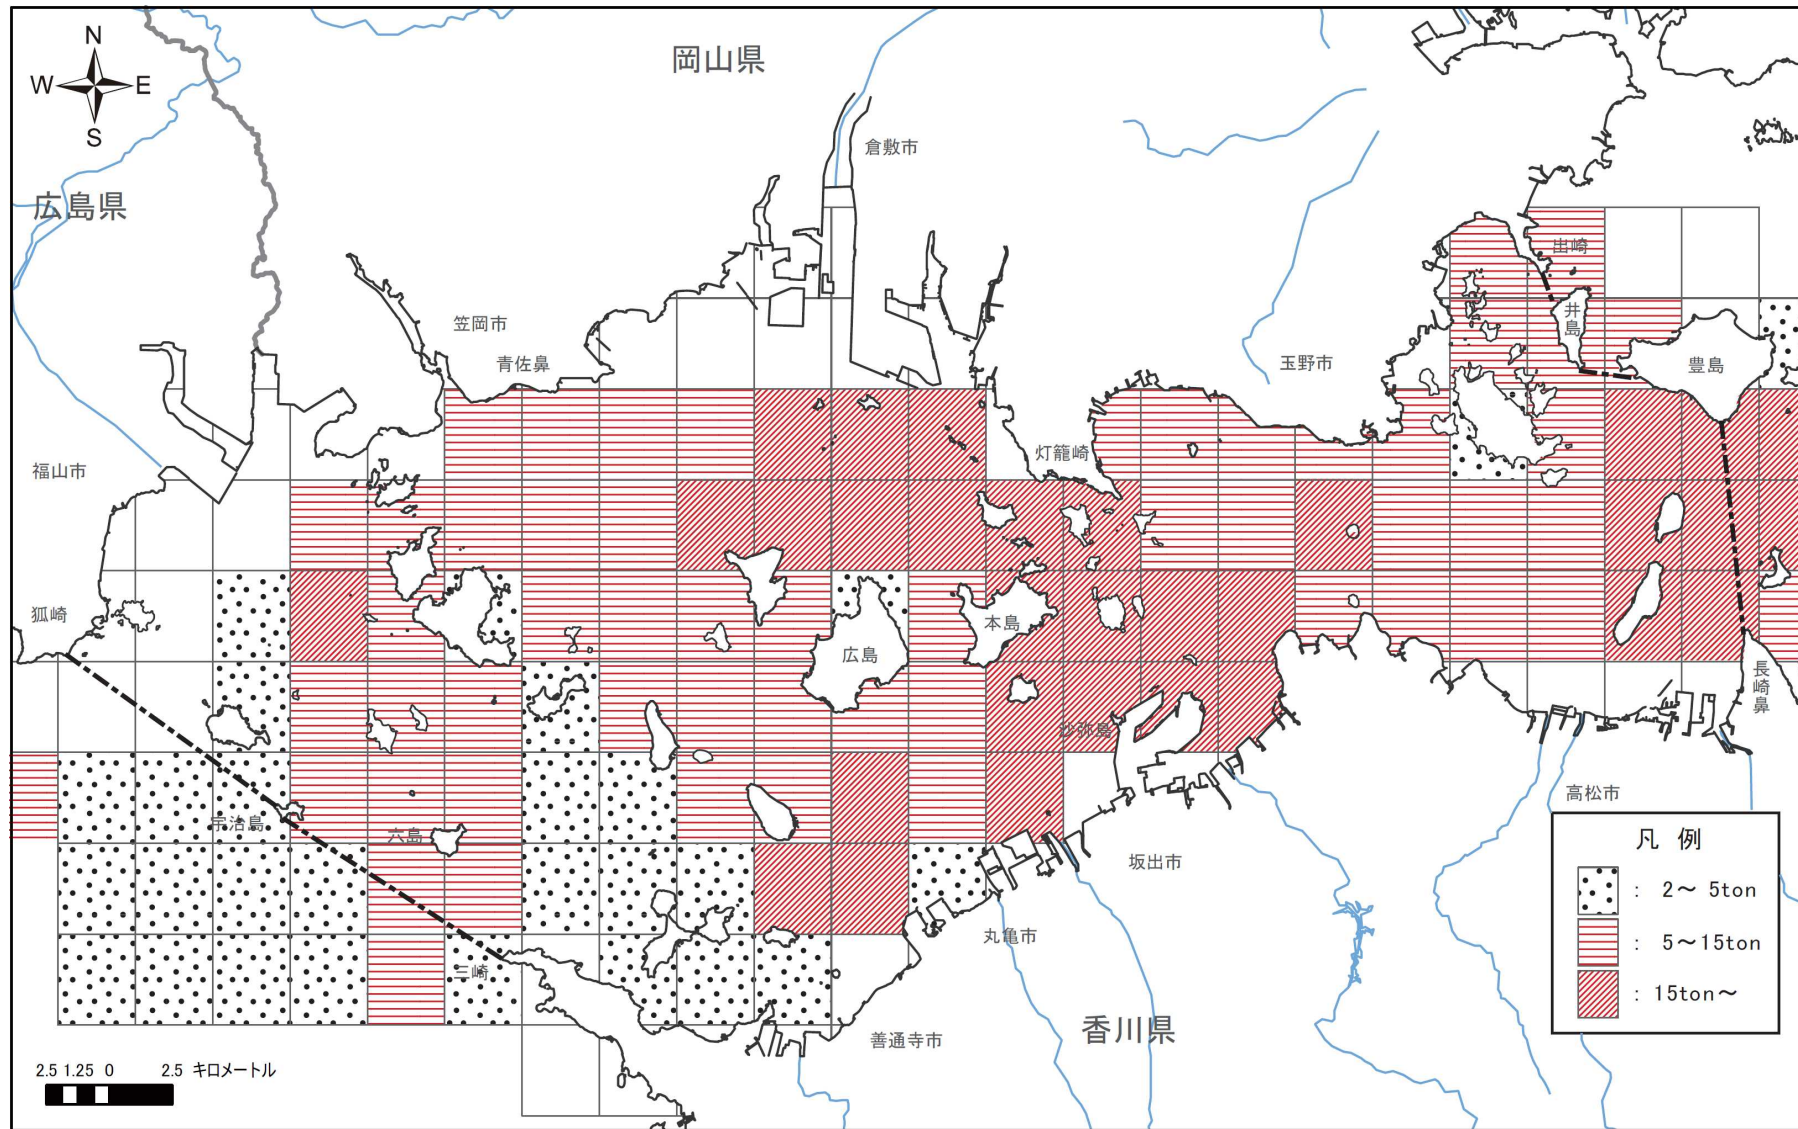 N
W E
S
岡山県
倉敷市
広島県
出崎
井島
笠岡市
青佐鼻
玉野市
豊島
灯籠崎
福山市
狐崎
本島
広島
長崎鼻
沙弥島
高松市
宇治島
六島
坂出市
丸亀市
三崎
善通寺市
香川県
凡 例
: 2～ 5ton
: 5～15ton
: 15ton～
2.5 1.25 0 2.5 キロメートル